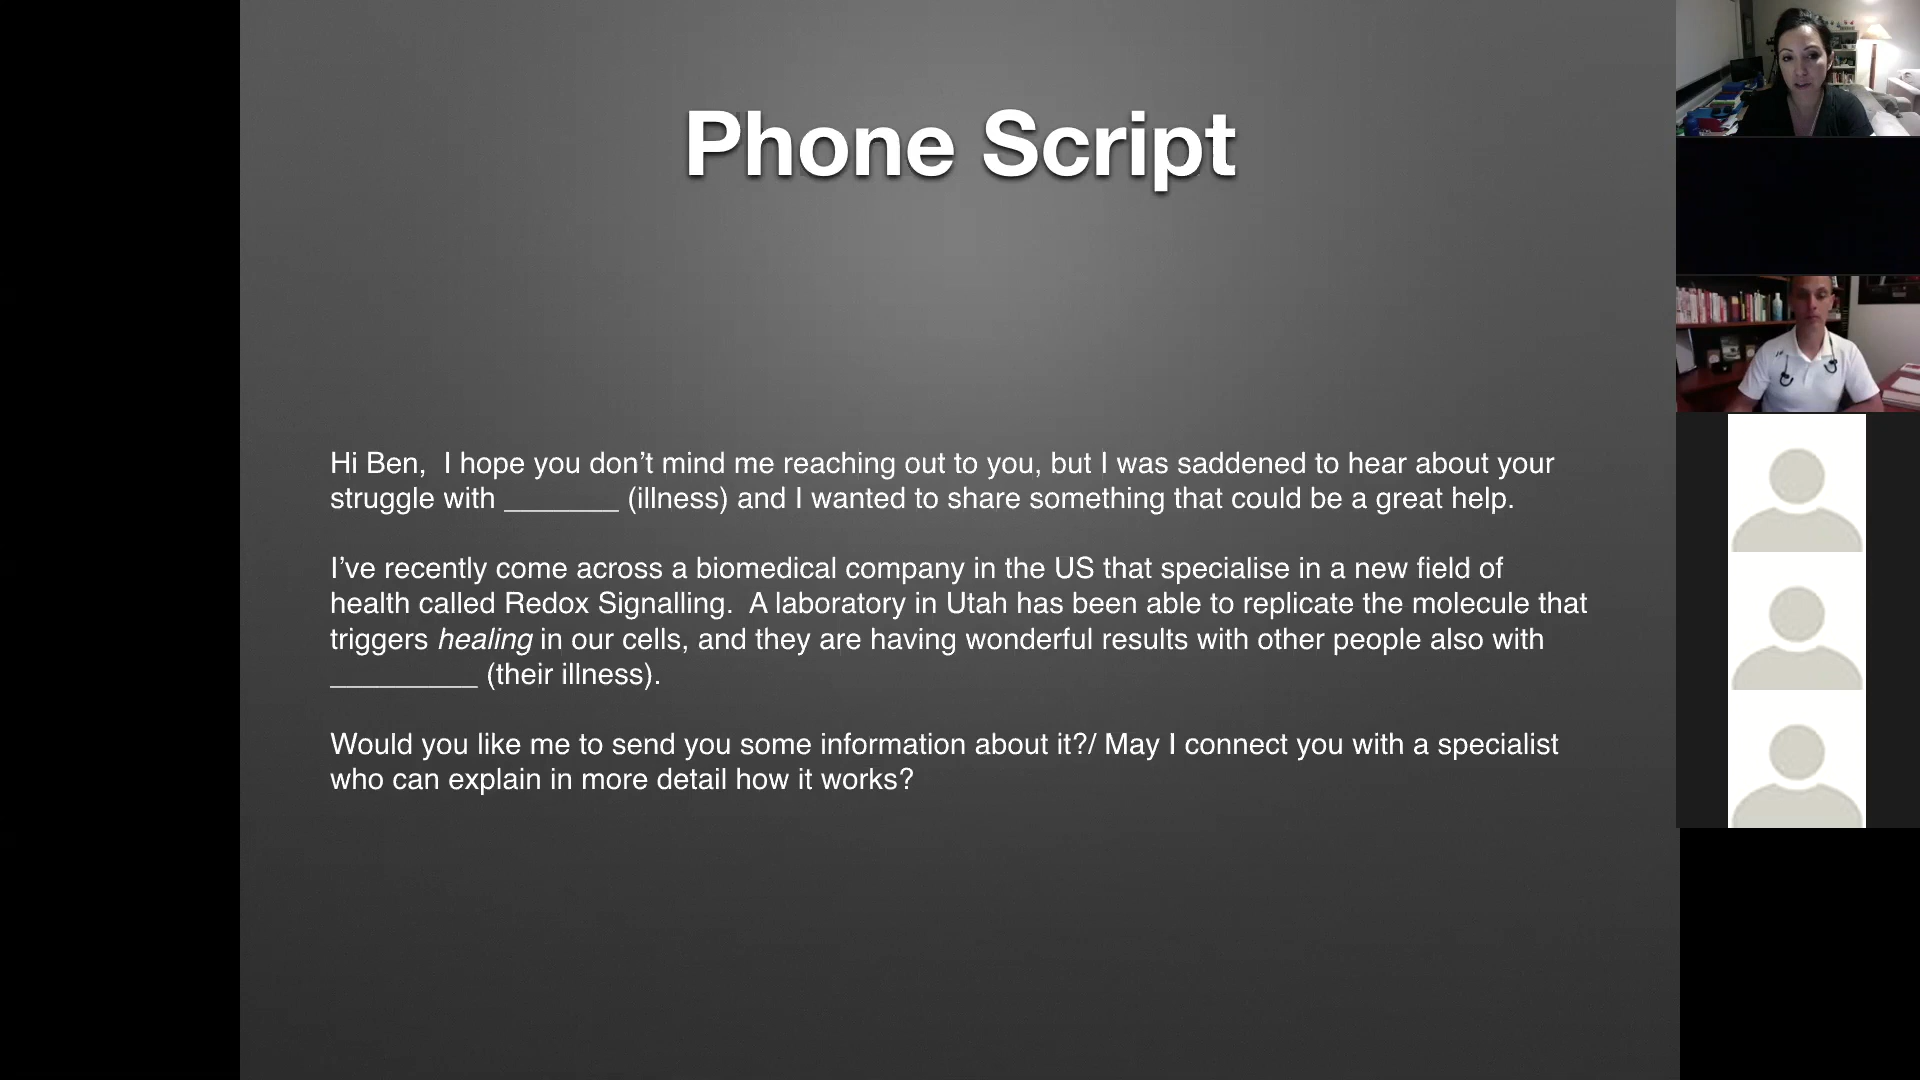 Phone Script
Hi Ben,  I hope you don’t mind me reaching out to you, but I was saddened to hear about your
struggle with _______ (illness) and I wanted to share something that could be a great help.
I’ve recently come across a biomedical company in the US that specialise in a new field of
health called Redox Signalling.  A laboratory in Utah has been able to replicate the molecule that
triggers healing in our cells, and they are having wonderful results with other people also with
_________ (their illness).
Would you like me to send you some information about it?/ May I connect you with a specialist
who can explain in more detail how it works?